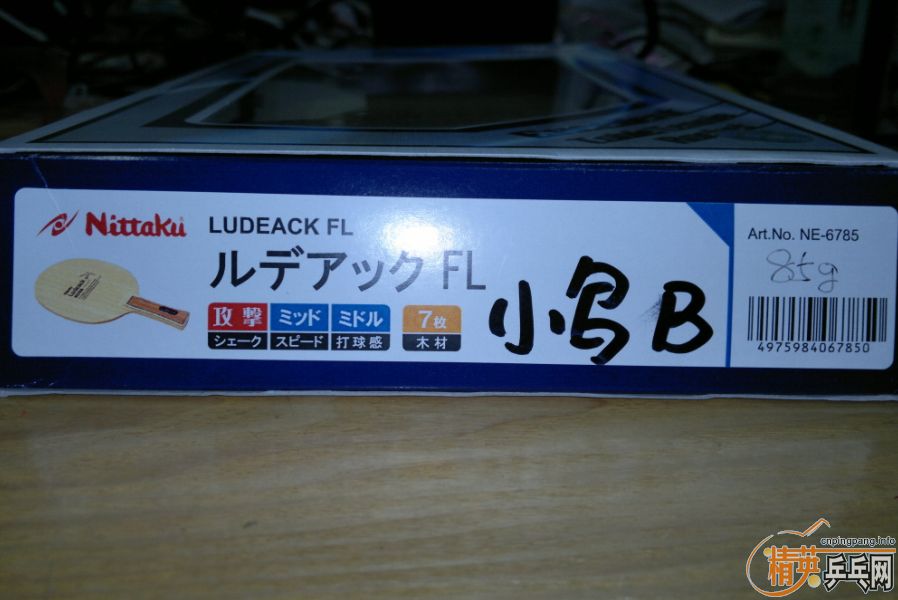 Nittaku
LUDEACK FL
ルデアック FL
攻撃 ミッド ミドル 7枚
シェーク スピード 打球感 木材
小鸟 B
Art.No. NE-6785
85g
4975984067850
cnpingpang.info
精英乒乓网